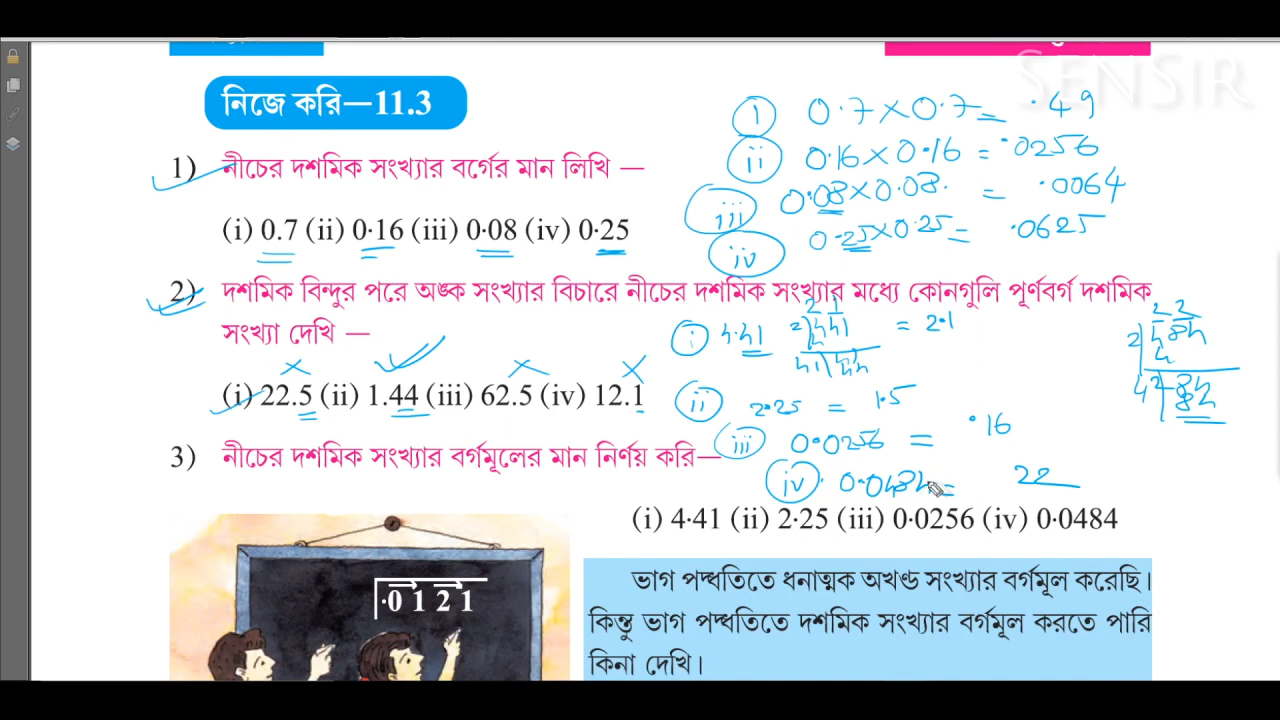 SENSIR
নিজে করি—11.3
1) নীচের দশমিক সংখ্যার বর্গের মান লিখি —
(i) 0.7 (ii) 0·16 (iii) 0·08 (iv) 0·25
i 0·7×0·7= ·49
ii 0·16×0·16 = ·0256
iii 0·08×0·08· = ·0064
iv 0·25×0·25= ·0625
2) দশমিক বিন্দুর পরে অঙ্ক সংখ্যার বিচারে নীচের দশমিক সংখ্যার মধ্যে কোনগুলি পূর্ণবর্গ দশমিক
সংখ্যা দেখি —
(i) 22.5 (ii) 1.44 (iii) 62.5 (iv) 12.1
i = 2·1
ii 2·25 = 1·5
iii 0·0256 = ·16
iv 22
3) নীচের দশমিক সংখ্যার বর্গমূলের মান নির্ণয় করি—
(i) 4·41 (ii) 2·25 (iii) 0·0256 (iv) 0·0484
·0 1 2 1
ভাগ পদ্ধতিতে ধনাত্মক অখণ্ড সংখ্যার বর্গমূল করেছি।
কিন্তু ভাগ পদ্ধতিতে দশমিক সংখ্যার বর্গমূল করতে পারি
কিনা দেখি।